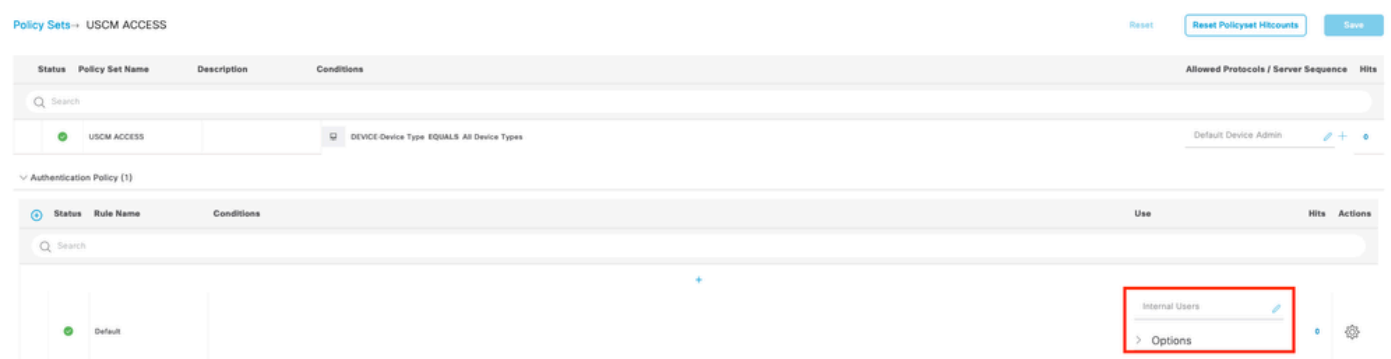 Policy Sets→ USCM ACCESS
Reset Reset Policyset Hitcounts Save
Status Policy Set Name Description Conditions Allowed Protocols / Server Sequence Hits
Search
USCM ACCESS DEVICE·Device Type EQUALS All Device Types Default Device Admin 0
Authentication Policy (1)
Status Rule Name Conditions Use Hits Actions
Search
Internal Users
Default 0
Options